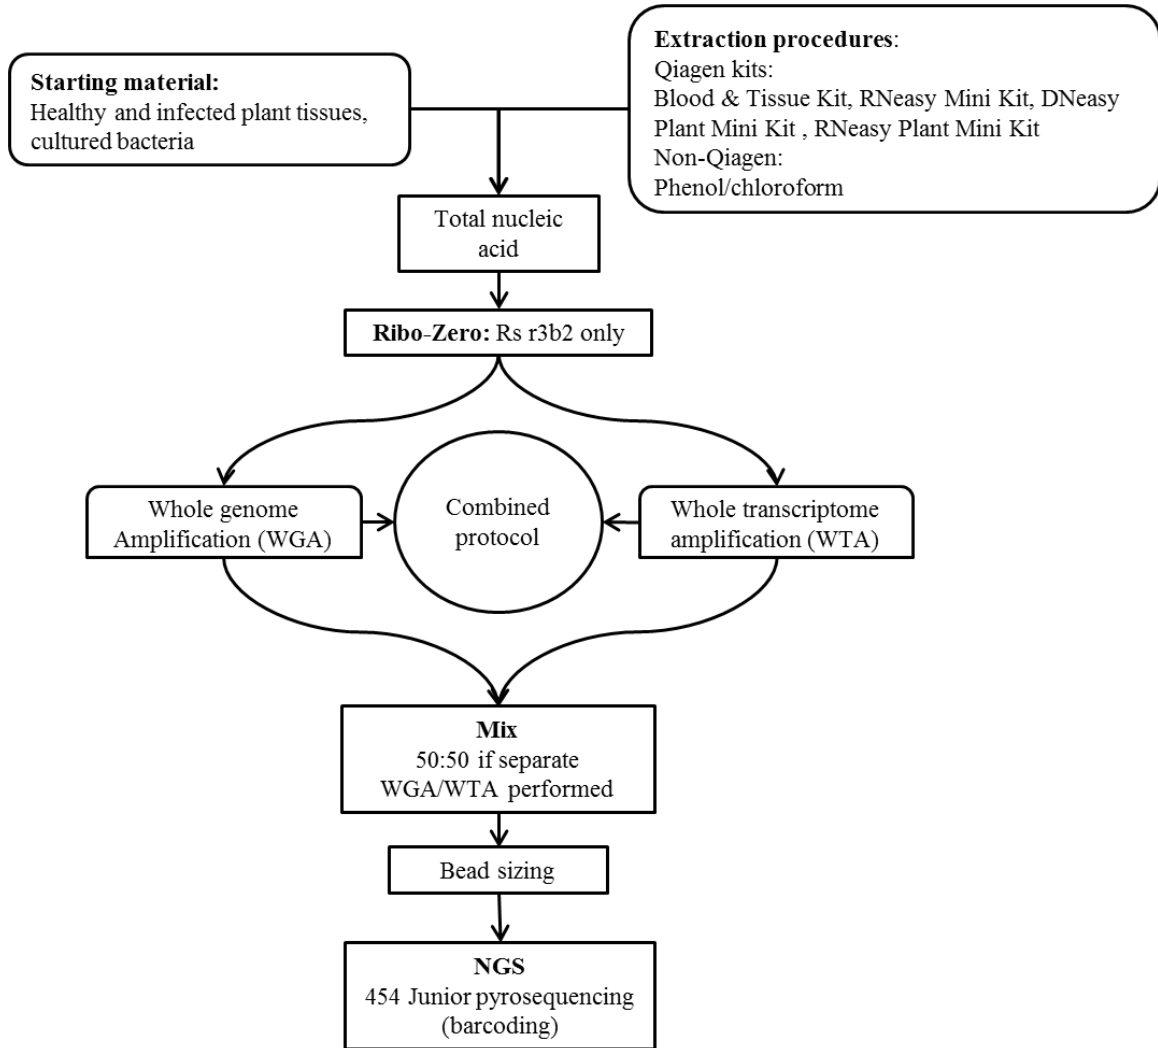 Starting material:
Healthy and infected plant tissues,
cultured bacteria
Extraction procedures:
Qiagen kits:
Blood & Tissue Kit, RNeasy Mini Kit, DNeasy
Plant Mini Kit , RNeasy Plant Mini Kit
Non-Qiagen:
Phenol/chloroform
Total nucleic
acid
Ribo-Zero: Rs r3b2 only
Whole genome
Amplification (WGA)
Combined
protocol
Whole transcriptome
amplification (WTA)
Mix
50:50 if separate
WGA/WTA performed
Bead sizing
NGS
454 Junior pyrosequencing
(barcoding)